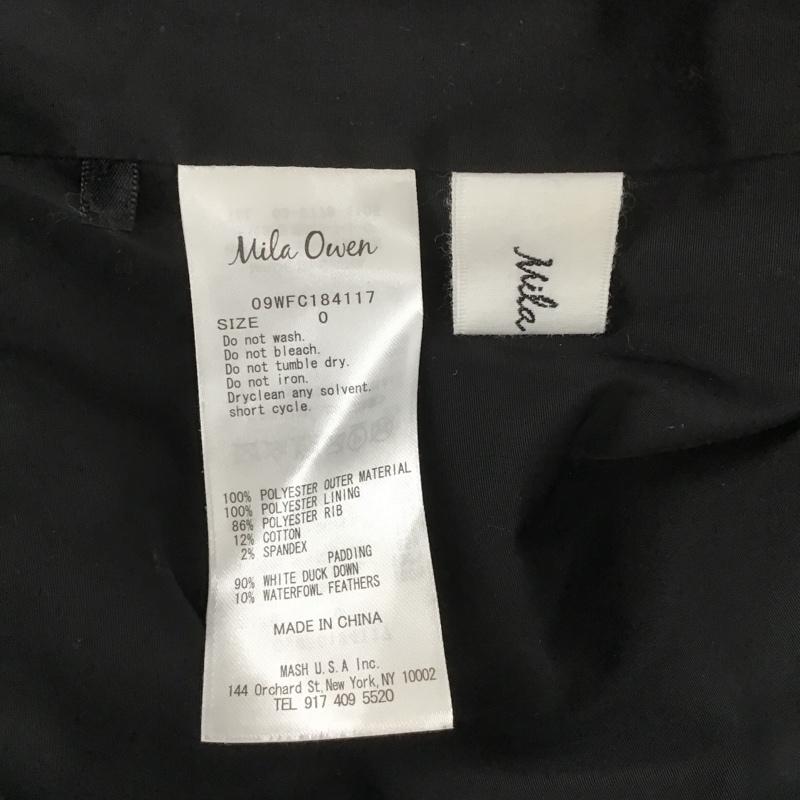 Mila Owen
09WFC184117
SIZE 0
Do not wash.
Do not bleach.
Do not tumble dry.
Do not iron.
Dryclean any solvent.
short cycle.
100% POLYESTER OUTER MATERIAL
100% POLYESTER LINING
86% POLYESTER RIB
12% COTTON
2% SPANDEX
PADDING
90% WHITE DUCK DOWN
10% WATERFOWL FEATHERS
MADE IN CHINA
MASH U.S.A Inc.
144 Orchard St,New York,NY 10002
TEL 917 409 5520
Mila